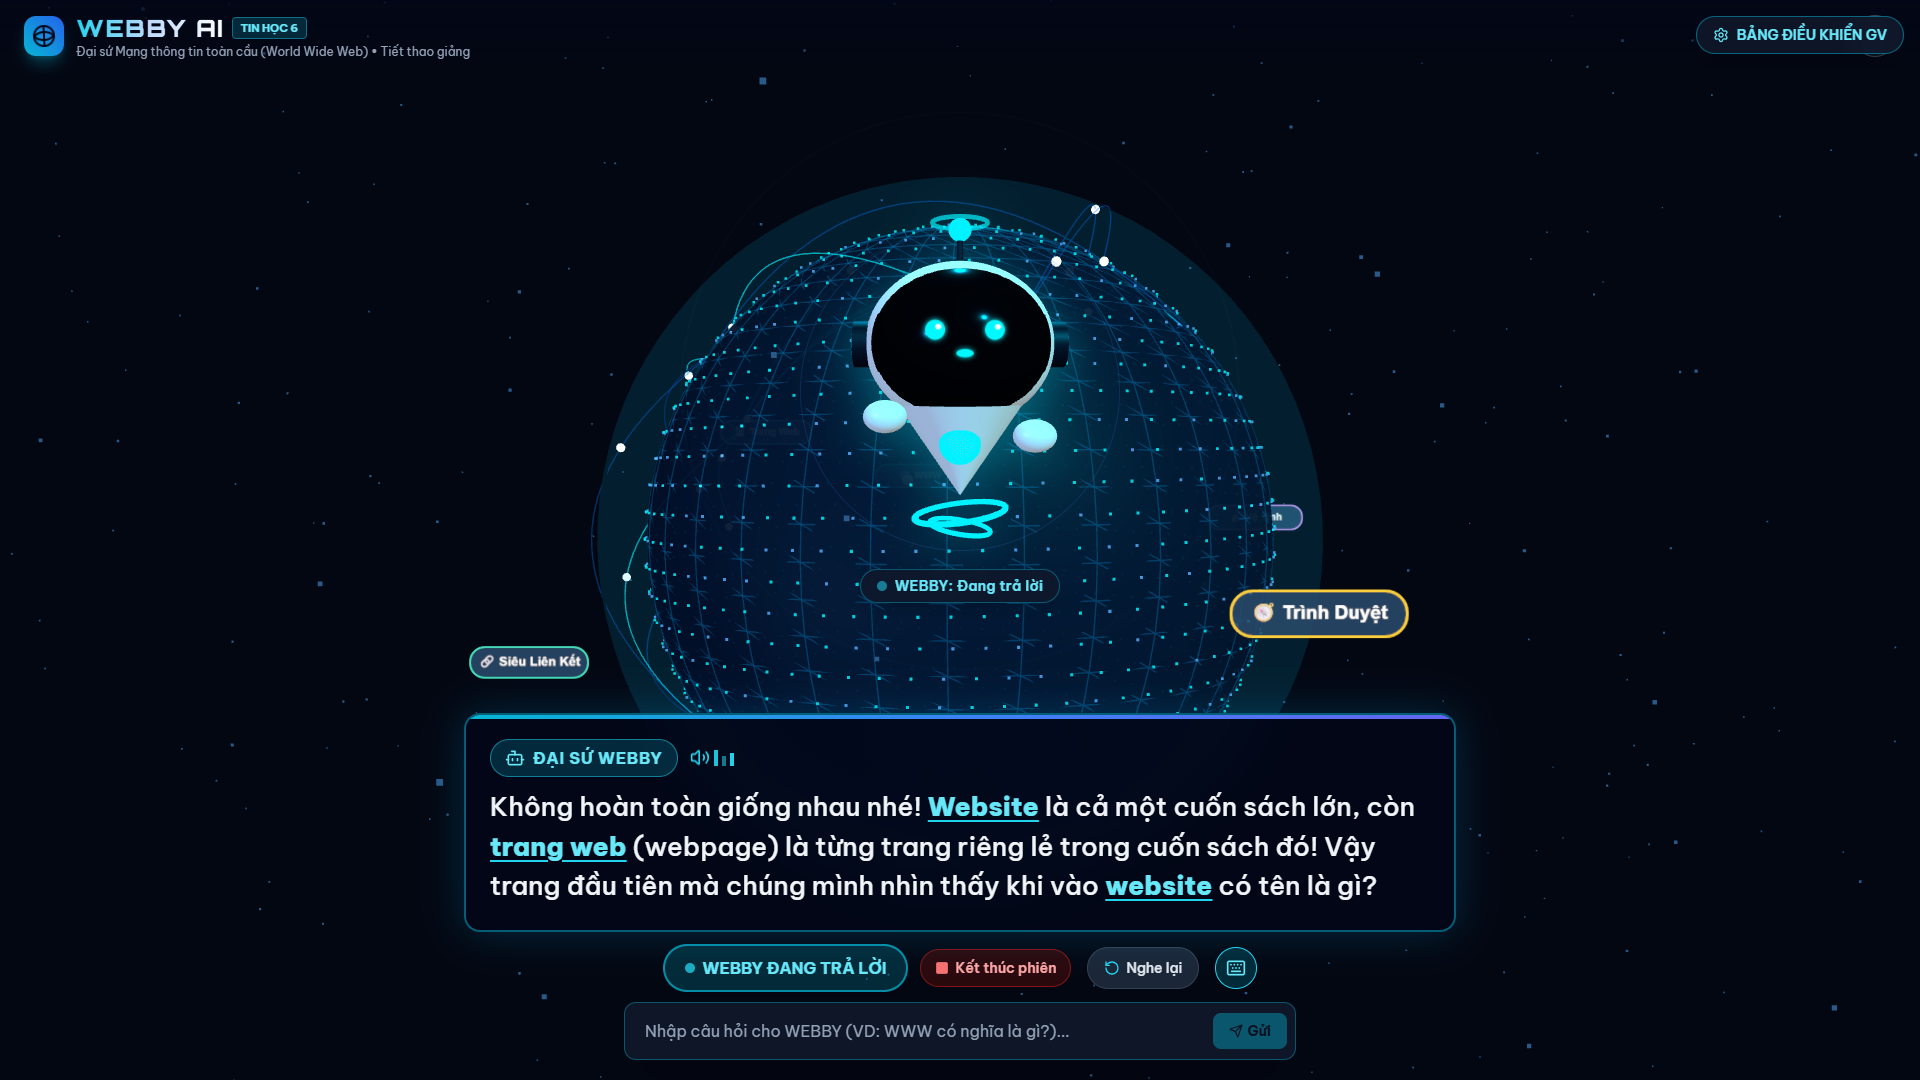 WEBBY AI TIN HỌC 6
Đại sứ Mạng thông tin toàn cầu (World Wide Web) • Tiết thao giảng
BẢNG ĐIỀU KHIỂN GV
WEBBY: Đang trả lời
Trình Duyệt
Siêu Liên Kết
ĐẠI SỨ WEBBY
Không hoàn toàn giống nhau nhé! Website là cả một cuốn sách lớn, còn
trang web (webpage) là từng trang riêng lẻ trong cuốn sách đó! Vậy
trang đầu tiên mà chúng mình nhìn thấy khi vào website có tên là gì?
WEBBY ĐANG TRẢ LỜI
Kết thúc phiên
Nghe lại
Nhập câu hỏi cho WEBBY (VD: WWW có nghĩa là gì?)...
Gửi